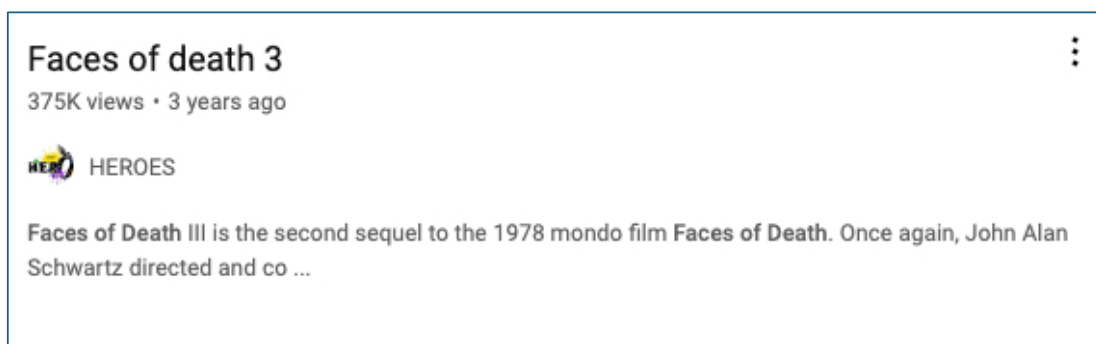 Faces of death 3
375K views • 3 years ago
HERO
HEROES
Faces of Death III is the second sequel to the 1978 mondo film Faces of Death. Once again, John Alan
Schwartz directed and co ...